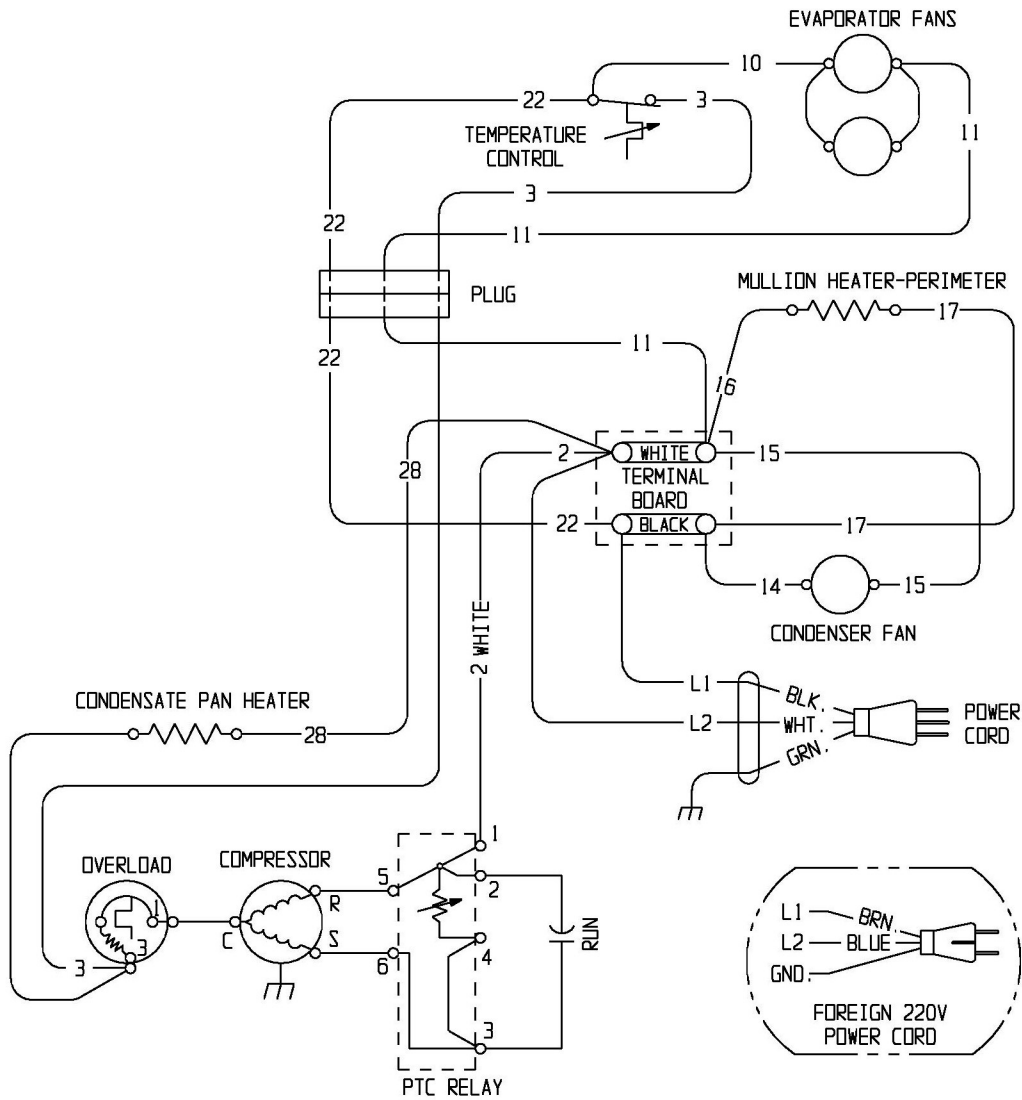 EVAPORATOR FANS
10
22
3
TEMPERATURE
CONTROL
11
3
22
11
PLUG
MULLION HEATER-PERIMETER
17
11
22
16
2
WHITE
15
28
TERMINAL
BOARD
22
BLACK
17
14
15
CONDENSER FAN
2 WHITE
L1
BLK.
CONDENSATE PAN HEATER
L2
WHT.
POWER
CORD
28
GRN.
1
OVERLOAD
COMPRESSOR
5
2
R
1
L1
BRN.
C
S
RUN
L2
BLUE
3
4
3
6
GND.
3
FOREIGN 220V
POWER CORD
PTC RELAY